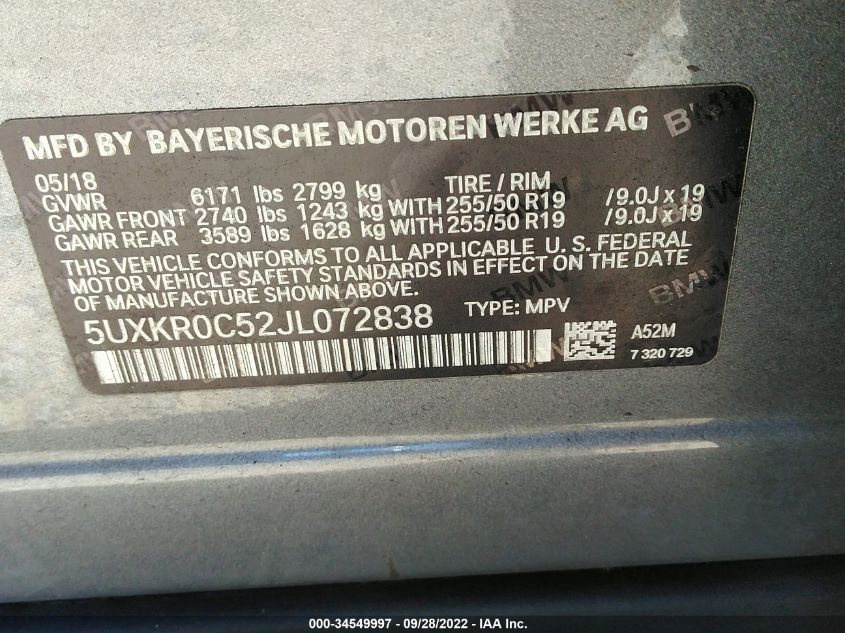 MFD BY BAYERISCHE MOTOREN WERKE AG
05/18 TIRE / RIM
GVWR 6171 lbs 2799 kg
GAWR FRONT 2740 lbs 1243 kg WITH 255/50 R19 /9.0J x 19
GAWR REAR 3589 lbs 1628 kg WITH 255/50 R19 /9.0J x 19
THIS VEHICLE CONFORMS TO ALL APPLICABLE U. S. FEDERAL
MOTOR VEHICLE SAFETY STANDARDS IN EFFECT ON THE DATE
OF MANUFACTURE SHOWN ABOVE.
5UXKR0C52JL072838 TYPE: MPV
A52M
7 320 729
000-34549997 - 09/28/2022 - IAA Inc.